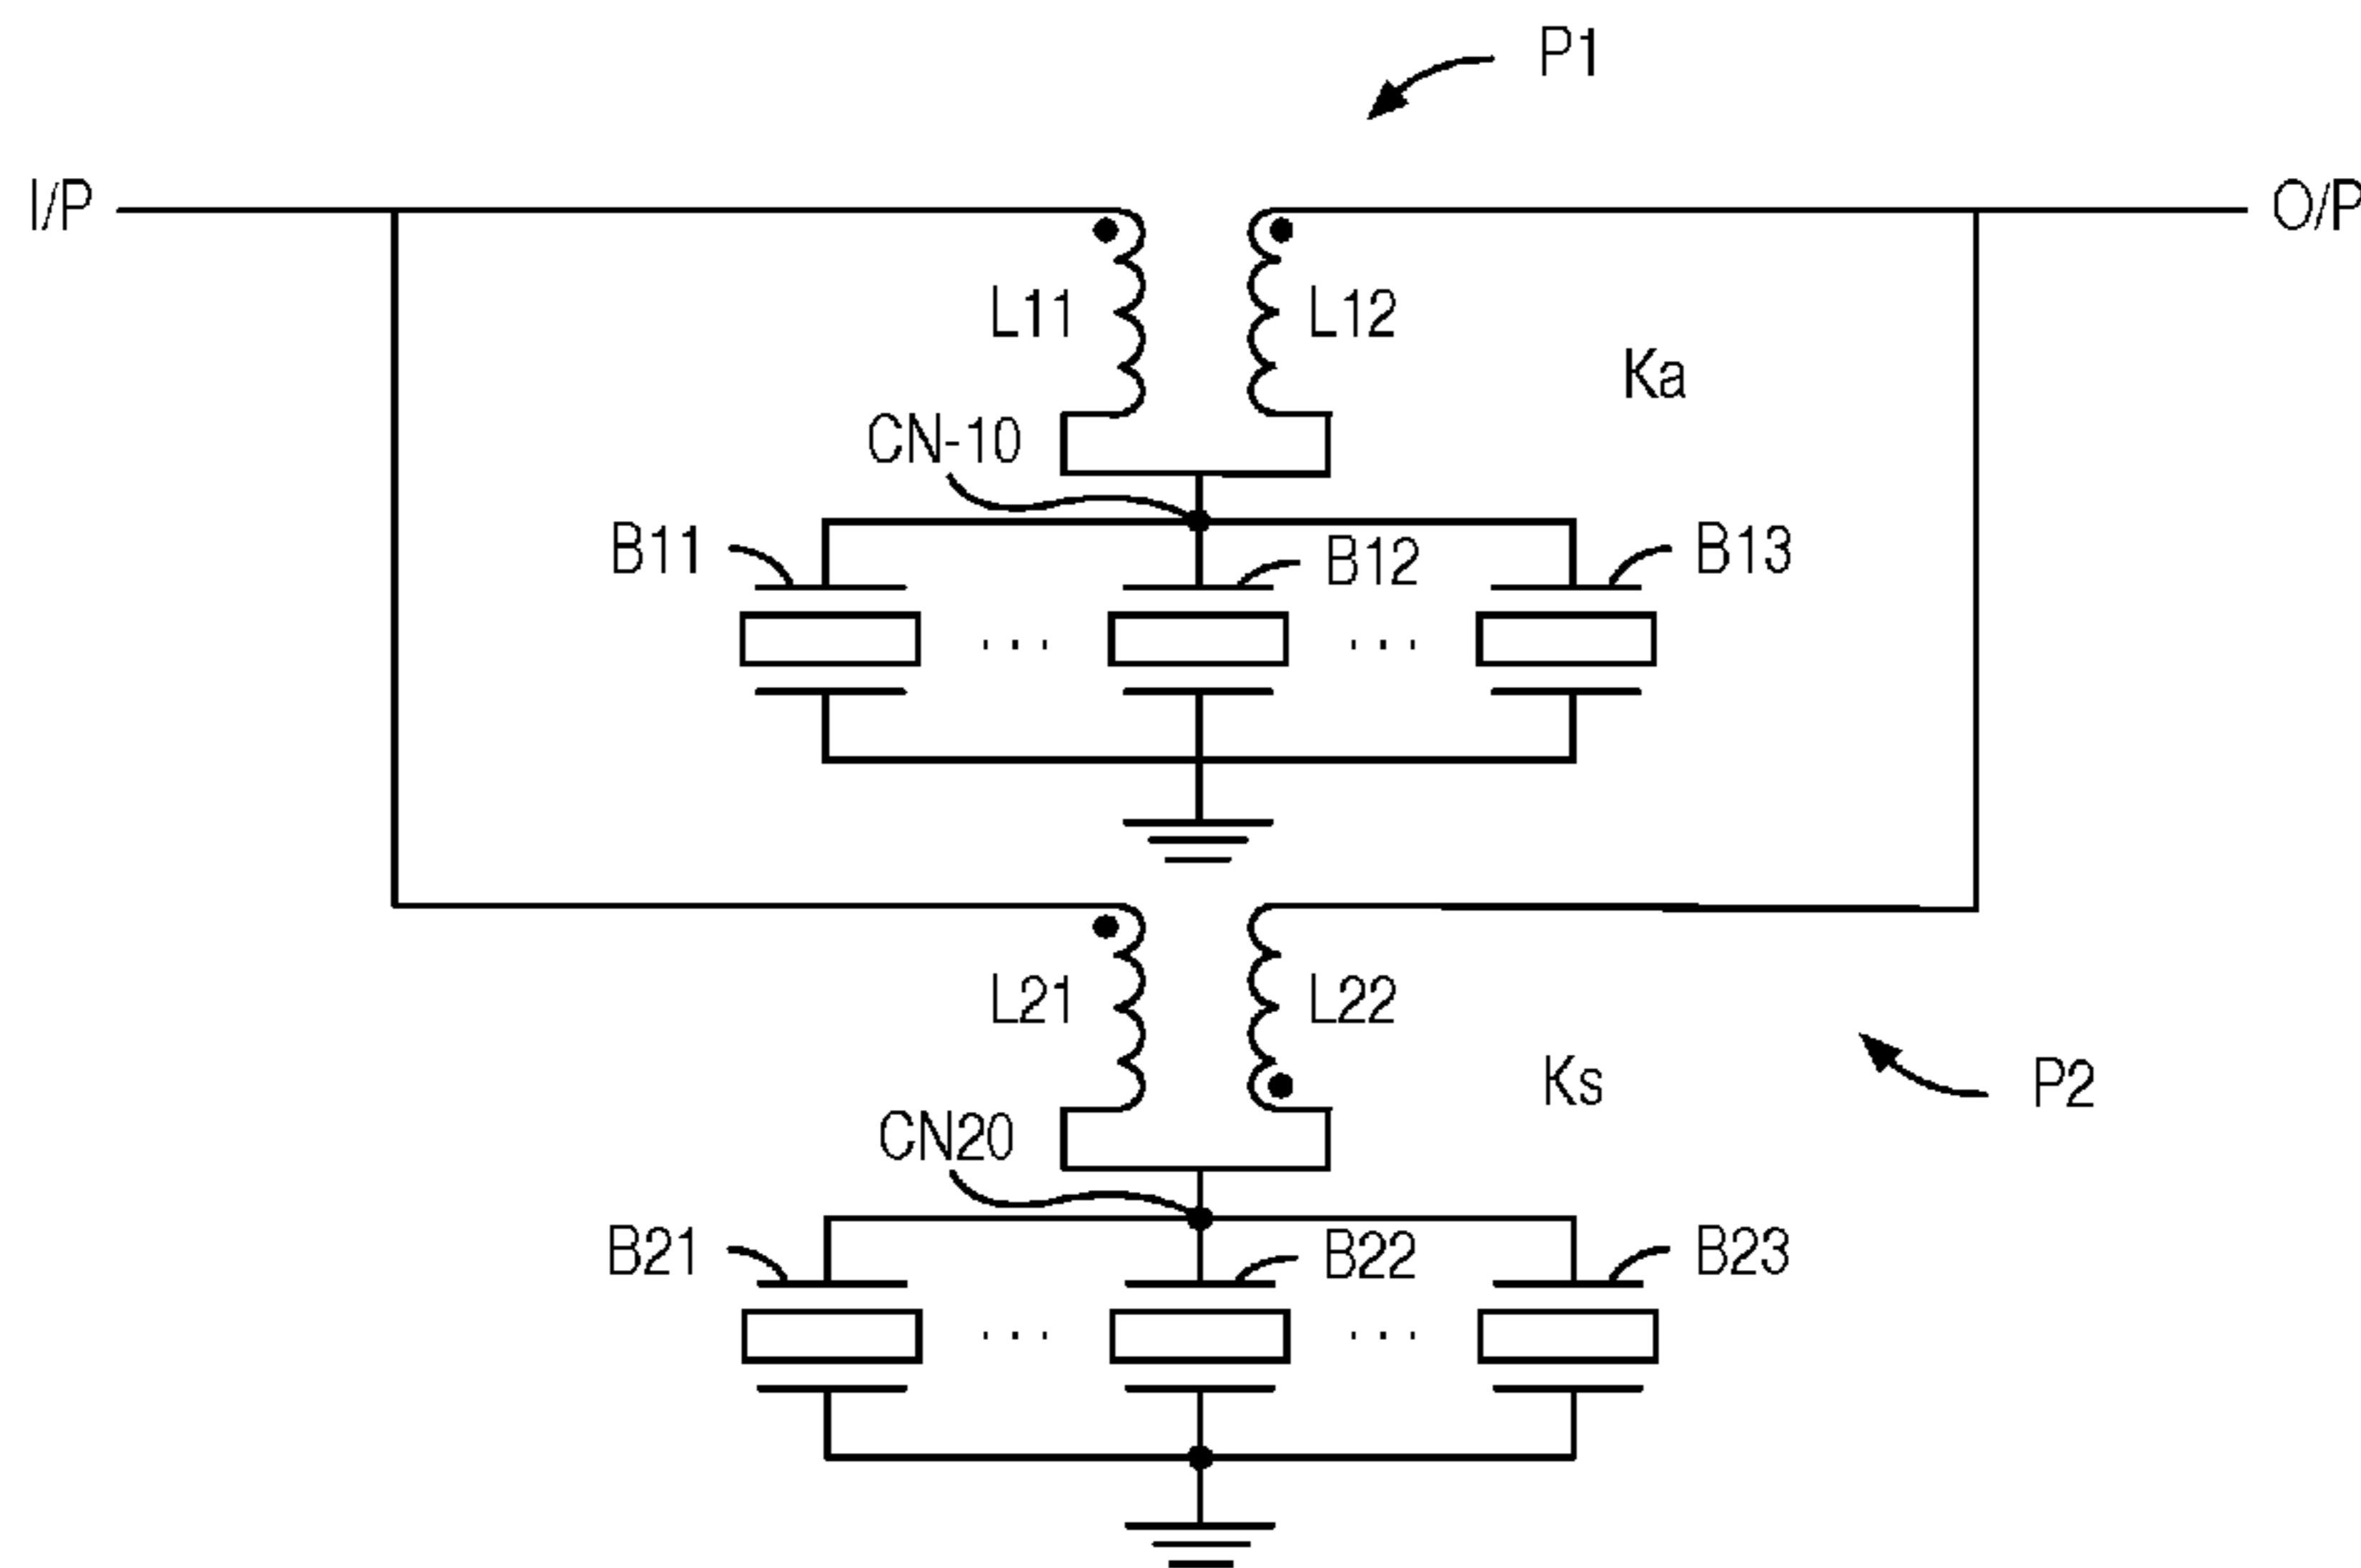 P1
I/P
O/P
L11
L12
Ka
CN-10
B11
B12
B13
L21
L22
Ks
P2
CN20
B21
B22
B23